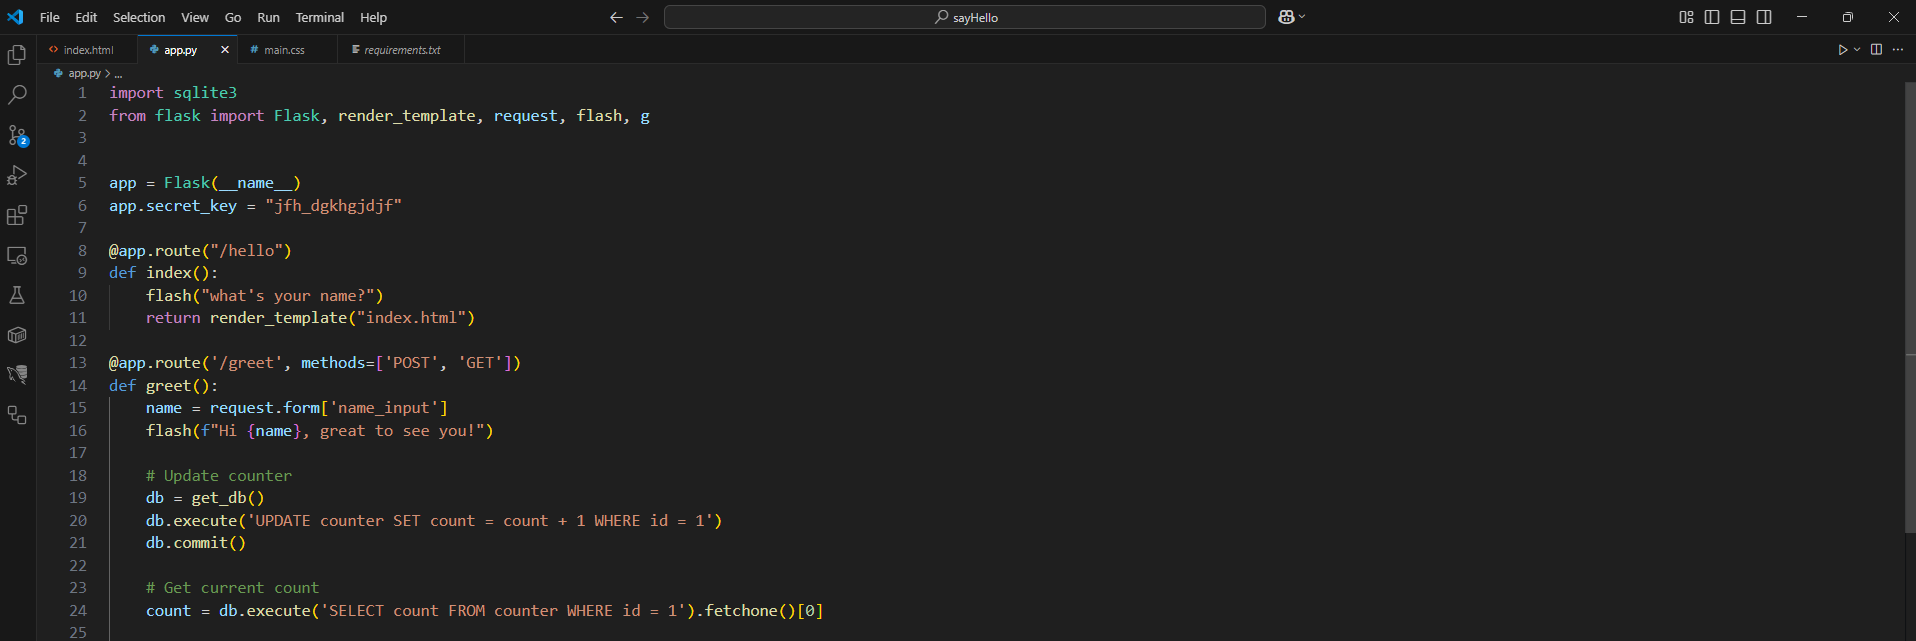 File Edit Selection View Go Run Terminal Help sayHello
index.html app.py main.css requirements.txt
app.py > ...
1 import sqlite3
2 from flask import Flask, render_template, request, flash, g
3
4
5 app = Flask(__name__)
6 app.secret_key = "jfh_dgkhgjdjf"
7
8 @app.route("/hello")
9 def index():
10     flash("what's your name?")
11     return render_template("index.html")
12
13 @app.route('/greet', methods=['POST', 'GET'])
14 def greet():
15     name = request.form['name_input']
16     flash(f"Hi {name}, great to see you!")
17
18     # Update counter
19     db = get_db()
20     db.execute('UPDATE counter SET count = count + 1 WHERE id = 1')
21     db.commit()
22
23     # Get current count
24     count = db.execute('SELECT count FROM counter WHERE id = 1').fetchone()[0]
25
2